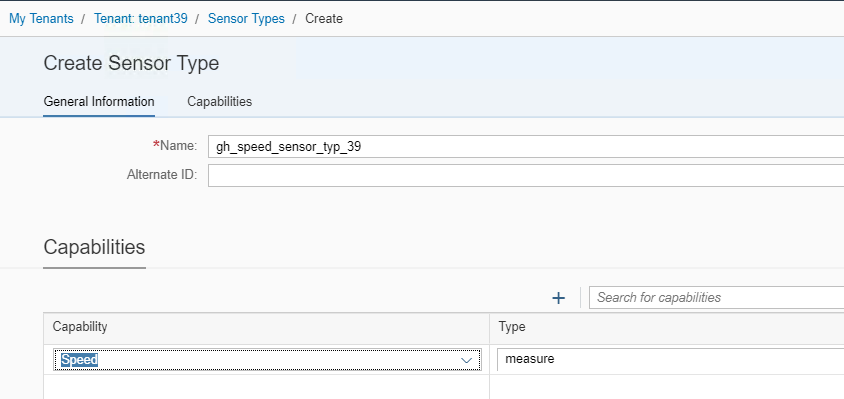 My Tenants / Tenant: tenant39 / Sensor Types / Create
Create Sensor Type
General Information Capabilities
*Name: gh_speed_sensor_typ_39
Alternate ID:
Capabilities
+ Search for capabilities
Capability Type
Speed measure